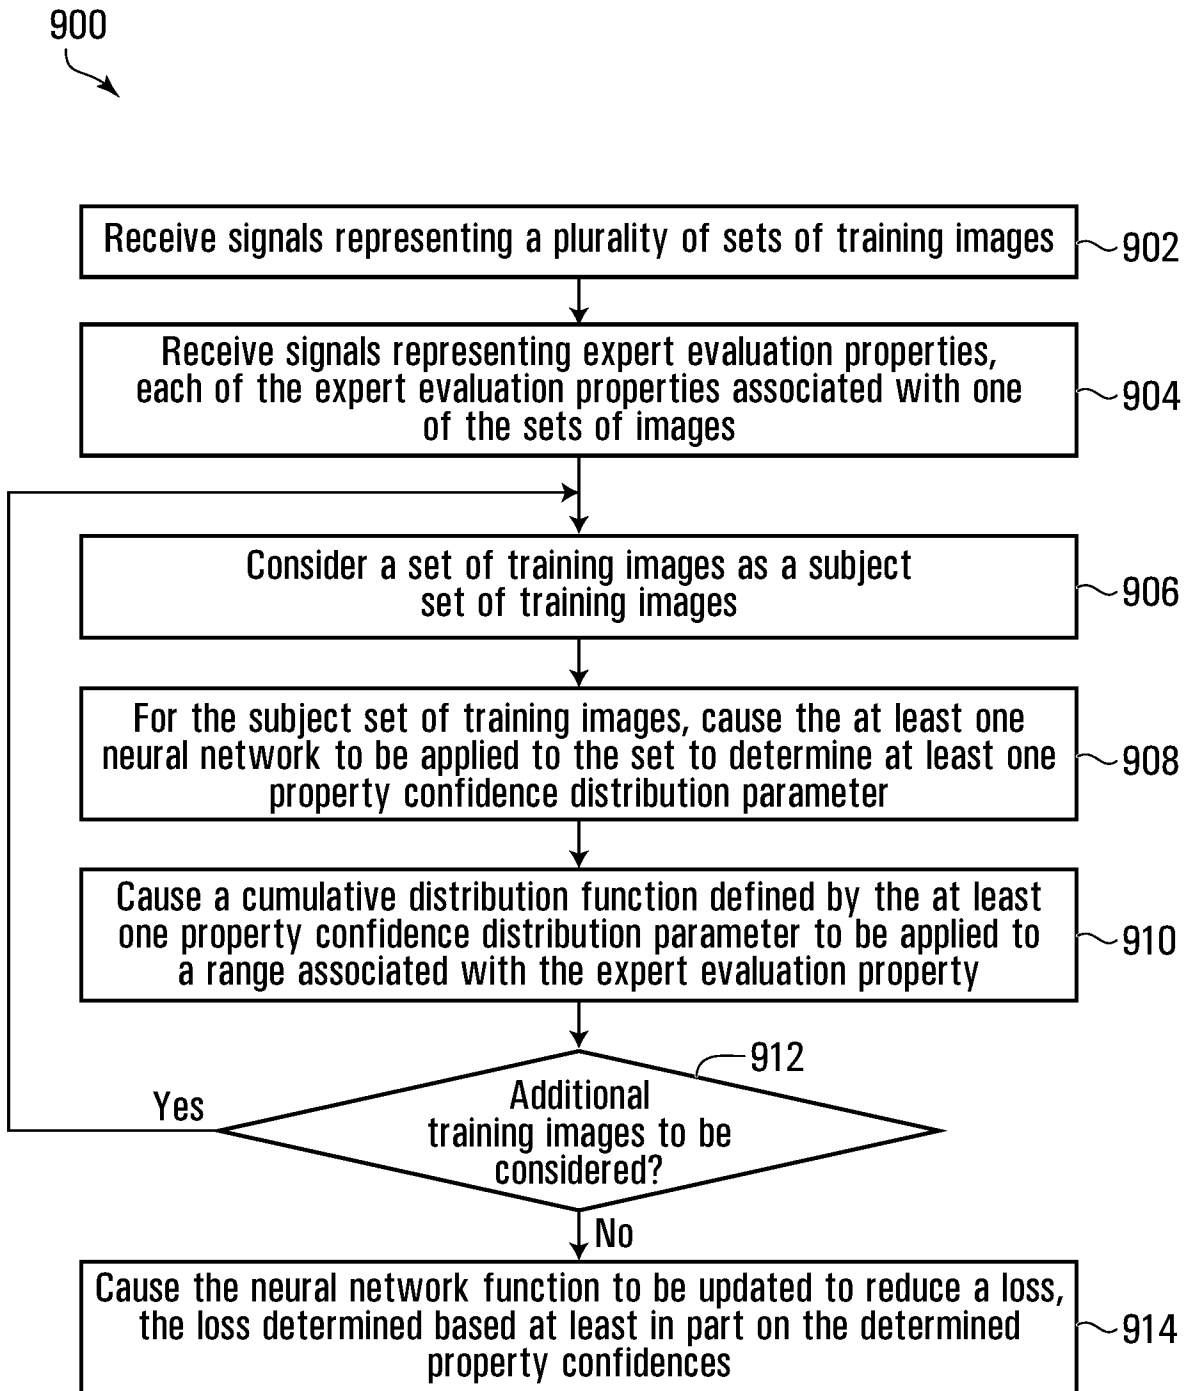 900
Receive signals representing a plurality of sets of training images
902
Receive signals representing expert evaluation properties,
each of the expert evaluation properties associated with one
of the sets of images
904
Consider a set of training images as a subject
set of training images
906
For the subject set of training images, cause the at least one
neural network to be applied to the set to determine at least one
property confidence distribution parameter
908
Cause a cumulative distribution function defined by the at least
one property confidence distribution parameter to be applied to
a range associated with the expert evaluation property
910
912
Yes
Additional
training images to be
considered?
No
Cause the neural network function to be updated to reduce a loss,
the loss determined based at least in part on the determined
property confidences
914